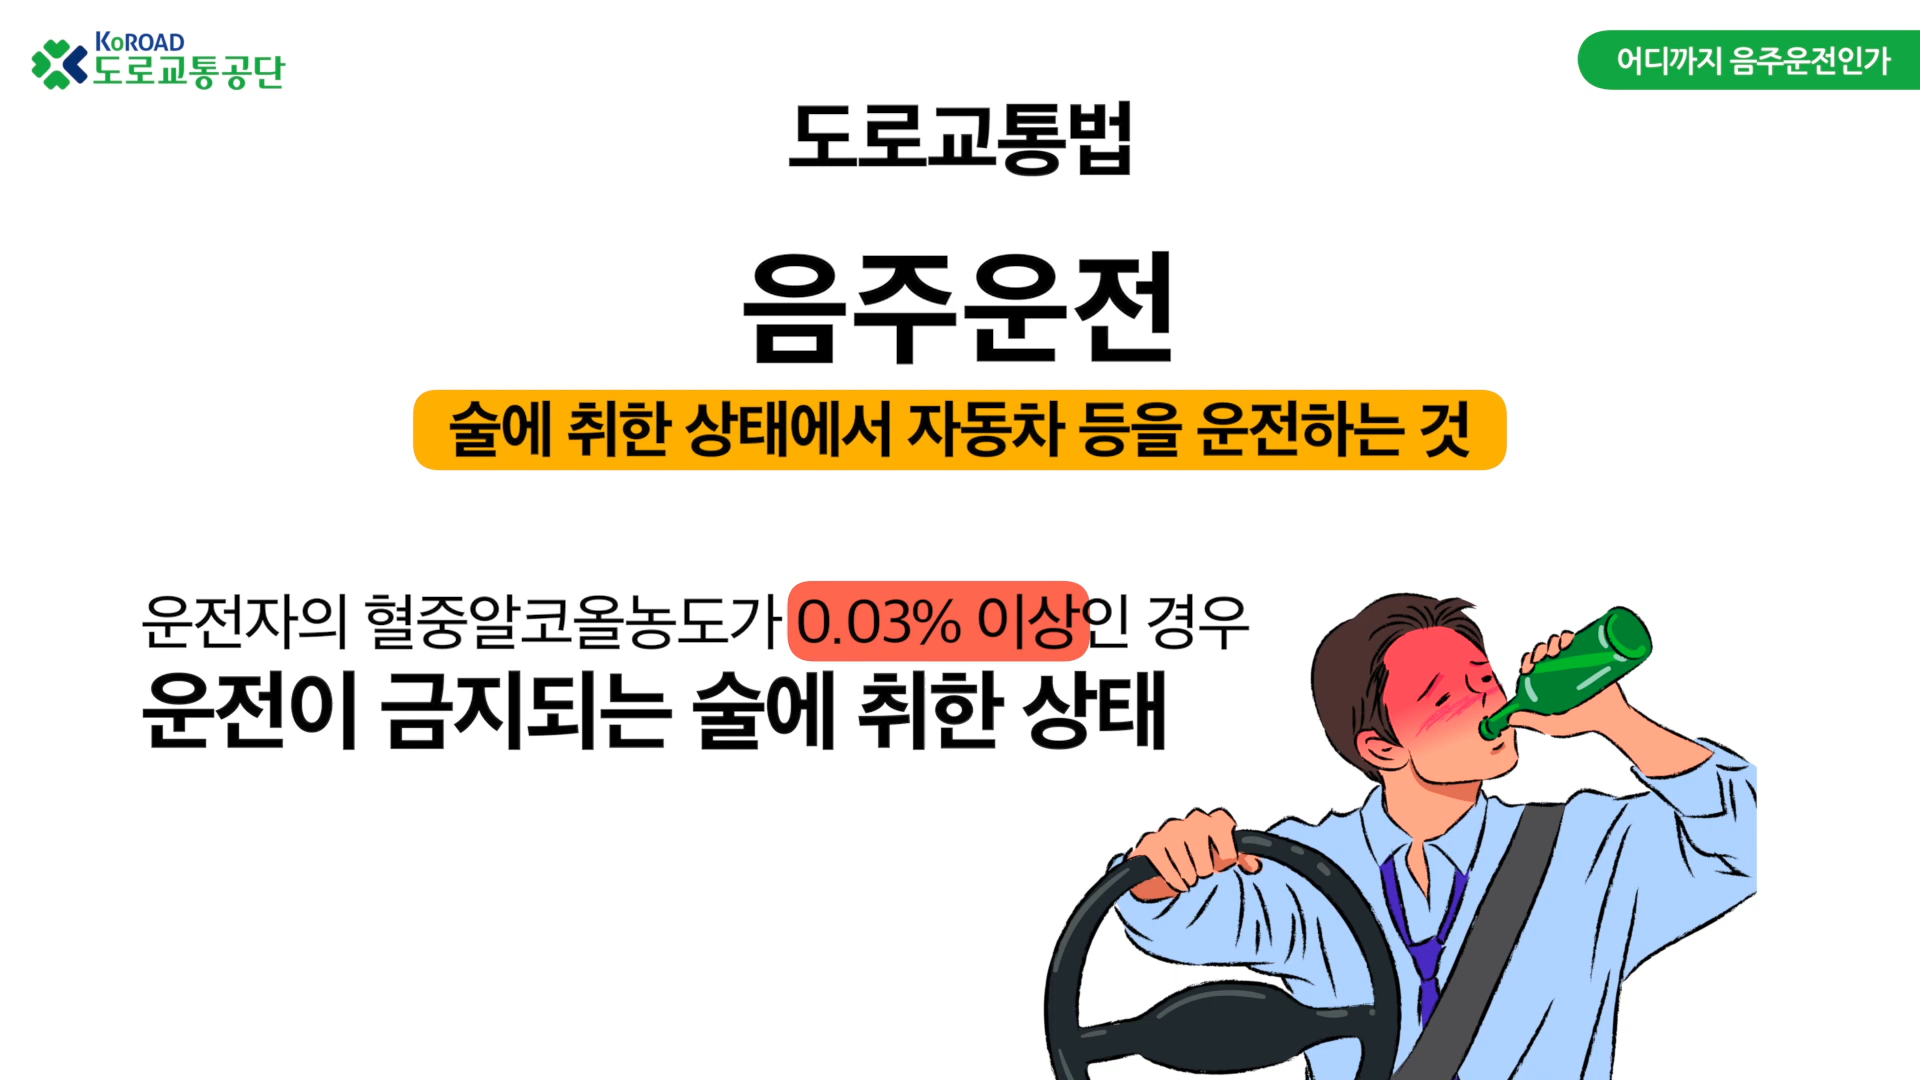 KoROAD
도로교통공단
어디까지 음주운전인가
도로교통법
음주운전
술에 취한 상태에서 자동차 등을 운전하는 것
운전자의 혈중알코올농도가 0.03% 이상인 경우
운전이 금지되는 술에 취한 상태